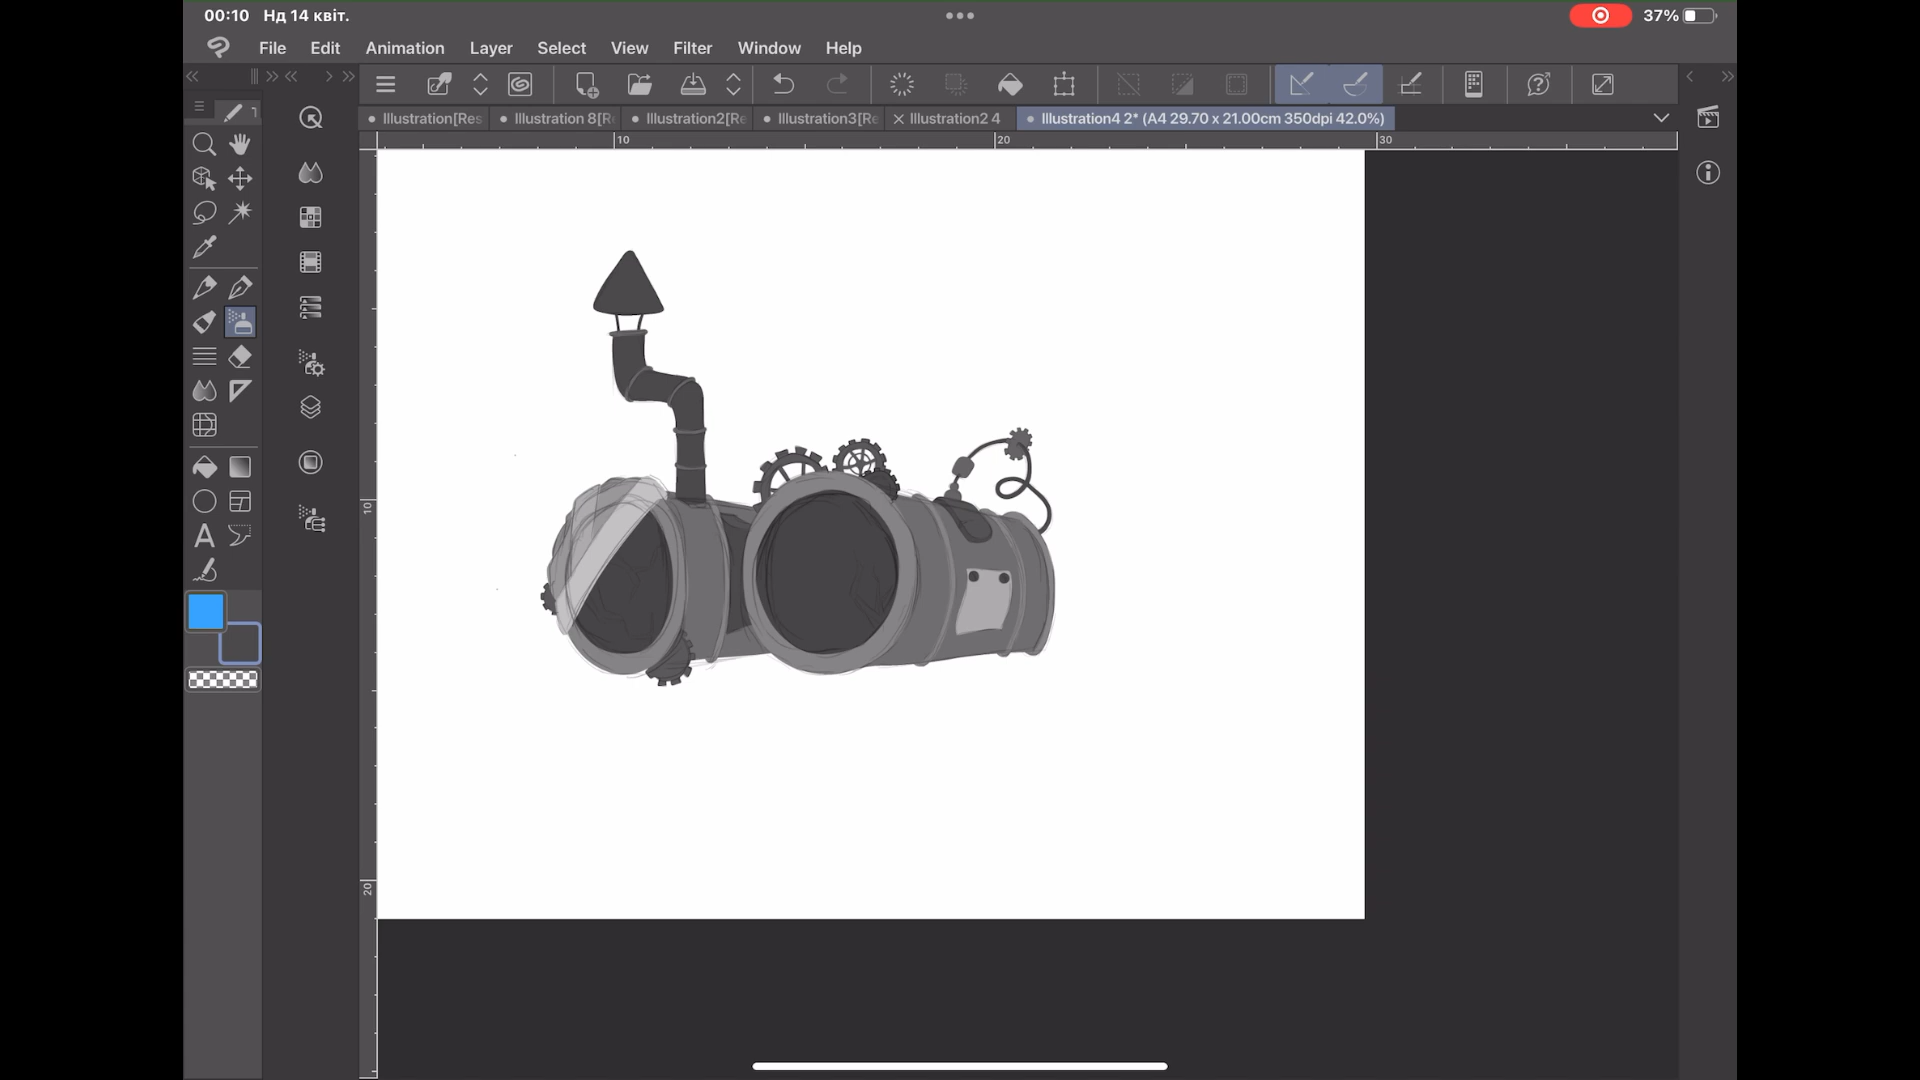 00:10 Нд 14 квіт.
37%
File Edit Animation Layer Select View Filter Window Help
Illustration[Res Illustration 8[Re Illustration2[Re Illustration3[Re Illustration2 4 Illustration4 2* (A4 29.70 x 21.00cm 350dpi 42.0%)
10 20 30
10
20
A